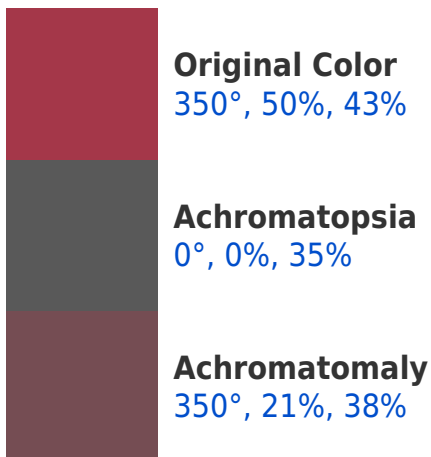 Original Color
350°, 50%, 43%
Achromatopsia
0°, 0%, 35%
Achromatomaly
350°, 21%, 38%